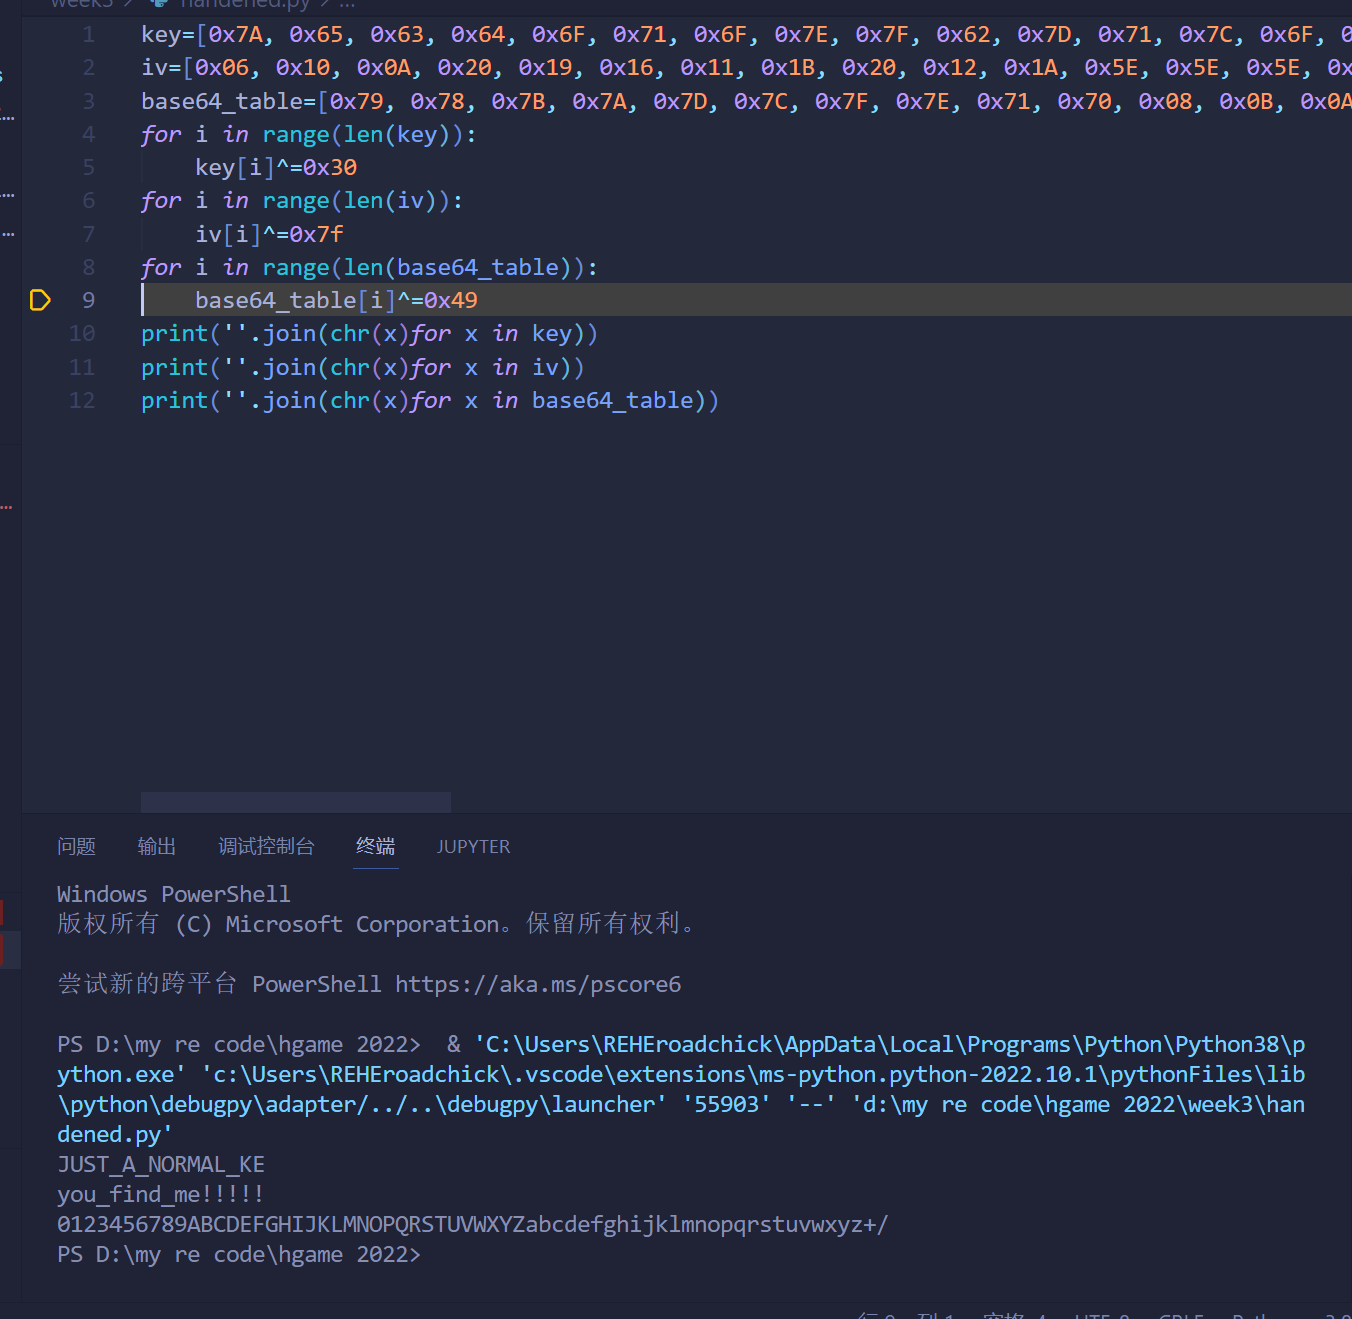 week3 > handened.py > ...
1 key=[0x7A, 0x65, 0x63, 0x64, 0x6F, 0x71, 0x6F, 0x7E, 0x7F, 0x62, 0x7D, 0x71, 0x7C, 0x6F,
2 iv=[0x06, 0x10, 0x0A, 0x20, 0x19, 0x16, 0x11, 0x1B, 0x20, 0x12, 0x1A, 0x5E, 0x5E, 0x5E,
3 base64_table=[0x79, 0x78, 0x7B, 0x7A, 0x7D, 0x7C, 0x7F, 0x7E, 0x71, 0x70, 0x08, 0x0B, 0x0A
4 for i in range(len(key)):
5 key[i]^=0x30
6 for i in range(len(iv)):
7 iv[i]^=0x7f
8 for i in range(len(base64_table)):
9 base64_table[i]^=0x49
10 print(''.join(chr(x)for x in key))
11 print(''.join(chr(x)for x in iv))
12 print(''.join(chr(x)for x in base64_table))
问题 输出 调试控制台 终端 JUPYTER
Windows PowerShell
版权所有 (C) Microsoft Corporation。保留所有权利。
尝试新的跨平台 PowerShell https://aka.ms/pscore6
PS D:\my re code\hgame 2022> & 'C:\Users\REHEroadchick\AppData\Local\Programs\Python\Python38\p
ython.exe' 'c:\Users\REHEroadchick\.vscode\extensions\ms-python.python-2022.10.1\pythonFiles\lib
\python\debugpy\adapter/../..\debugpy\launcher' '55903' '--' 'd:\my re code\hgame 2022\week3\han
dened.py'
JUST_A_NORMAL_KE
you_find_me!!!!!
0123456789ABCDEFGHIJKLMNOPQRSTUVWXYZabcdefghijklmnopqrstuvwxyz+/
PS D:\my re code\hgame 2022>